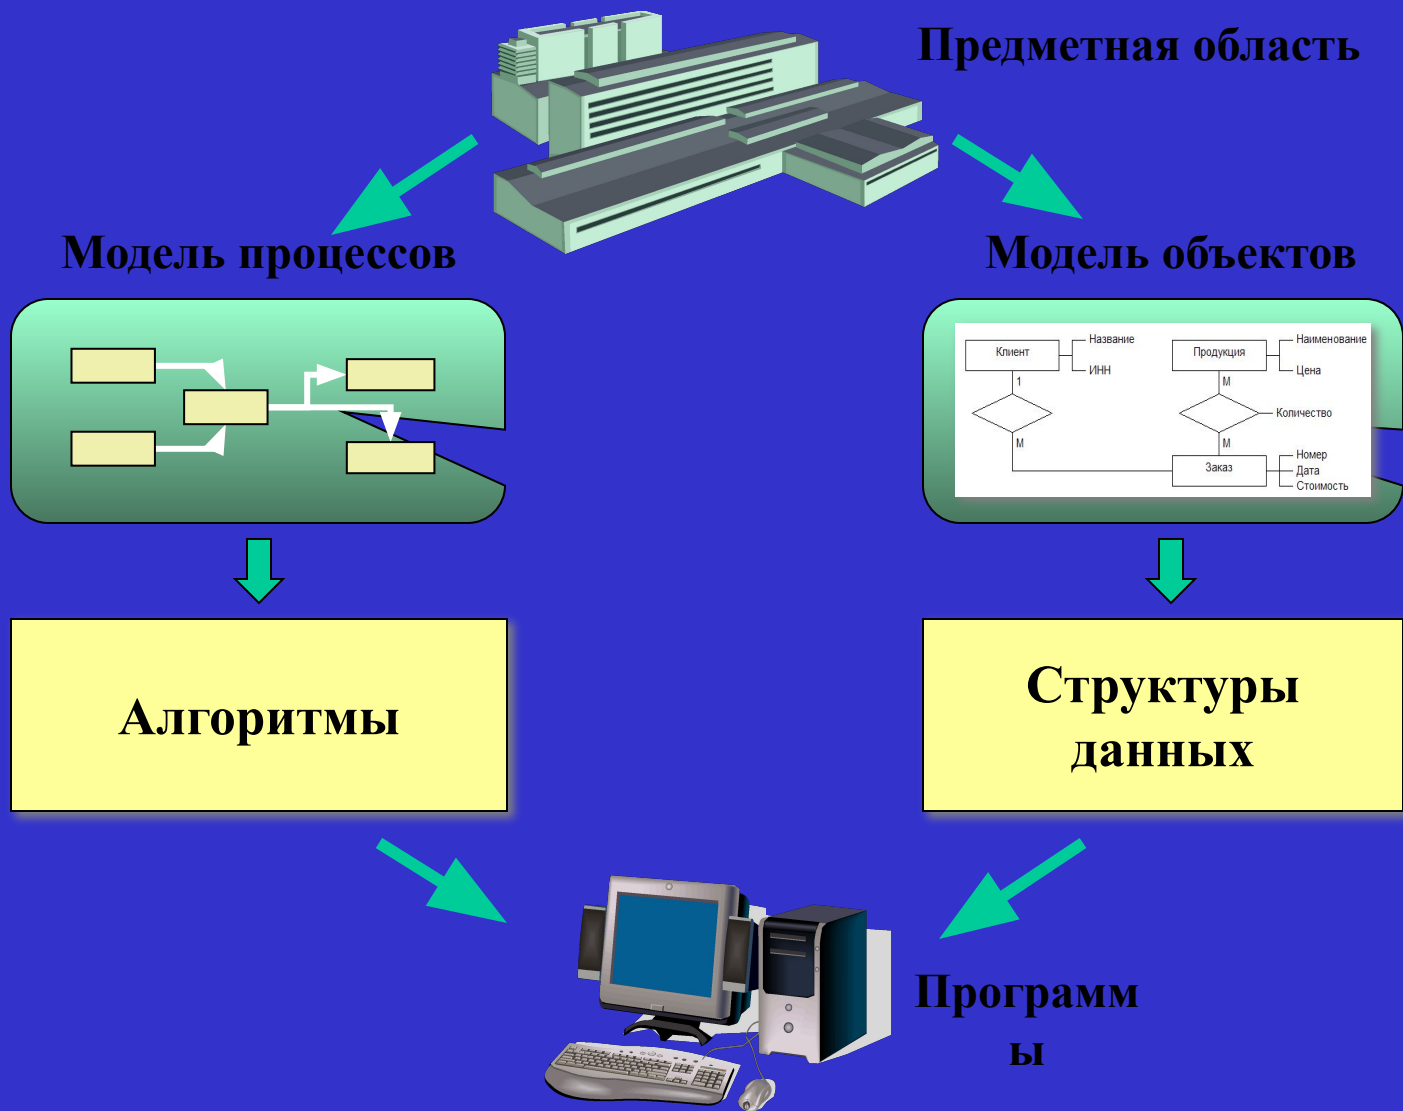 Предметная область
Модель процессов
Модель объектов
Клиент
Название
ИНН
Продукция
Наименование
Цена
1
М
Количество
М
М
Заказ
Номер
Дата
Стоимость
Алгоритмы
Структуры
данных
Программ
ы